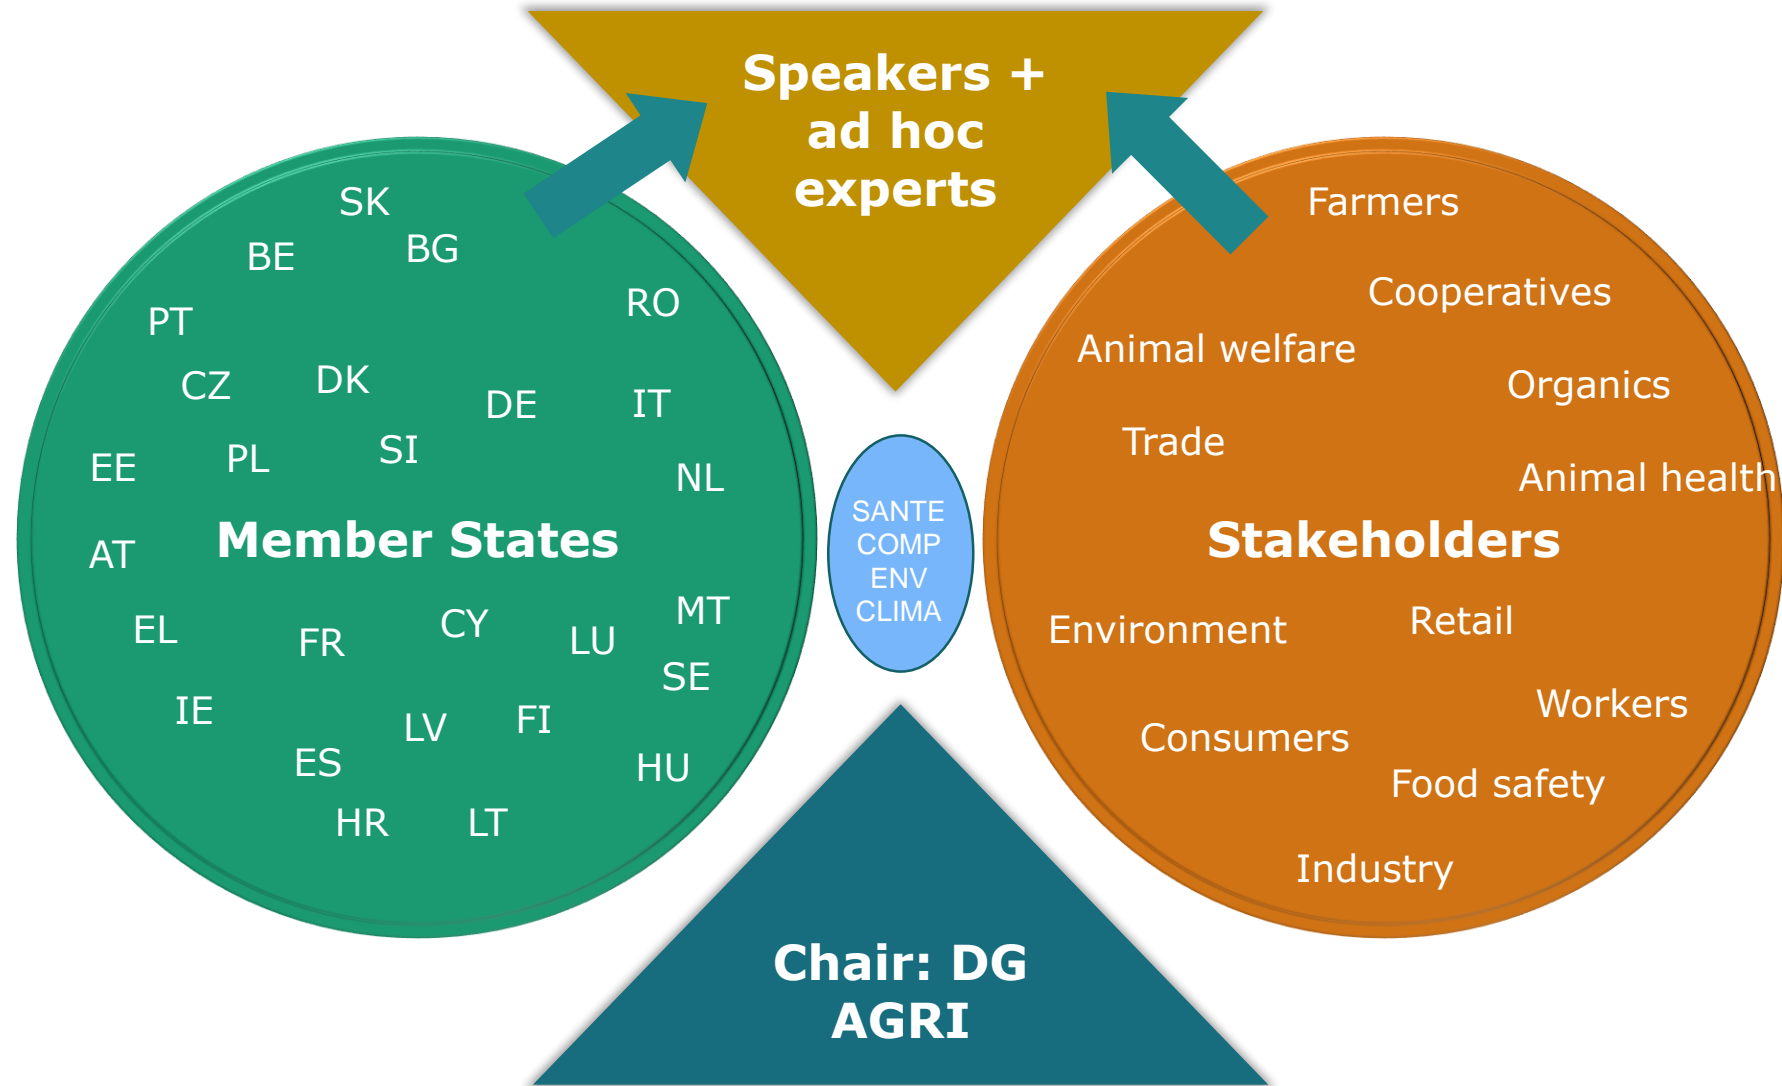 Speakers +
ad hoc
experts
SK
BE
BG
RO
PT
CZ
DK
DE
IT
EE
PL
SI
NL
Member States
AT
EL
FR
CY
LU
MT
SE
IE
LV
FI
ES
HU
HR
LT
SANTE
COMP
ENV
CLIMA
Farmers
Cooperatives
Animal welfare
Organics
Trade
Animal health
Stakeholders
Environment
Retail
Workers
Consumers
Food safety
Industry
Chair: DG
AGRI